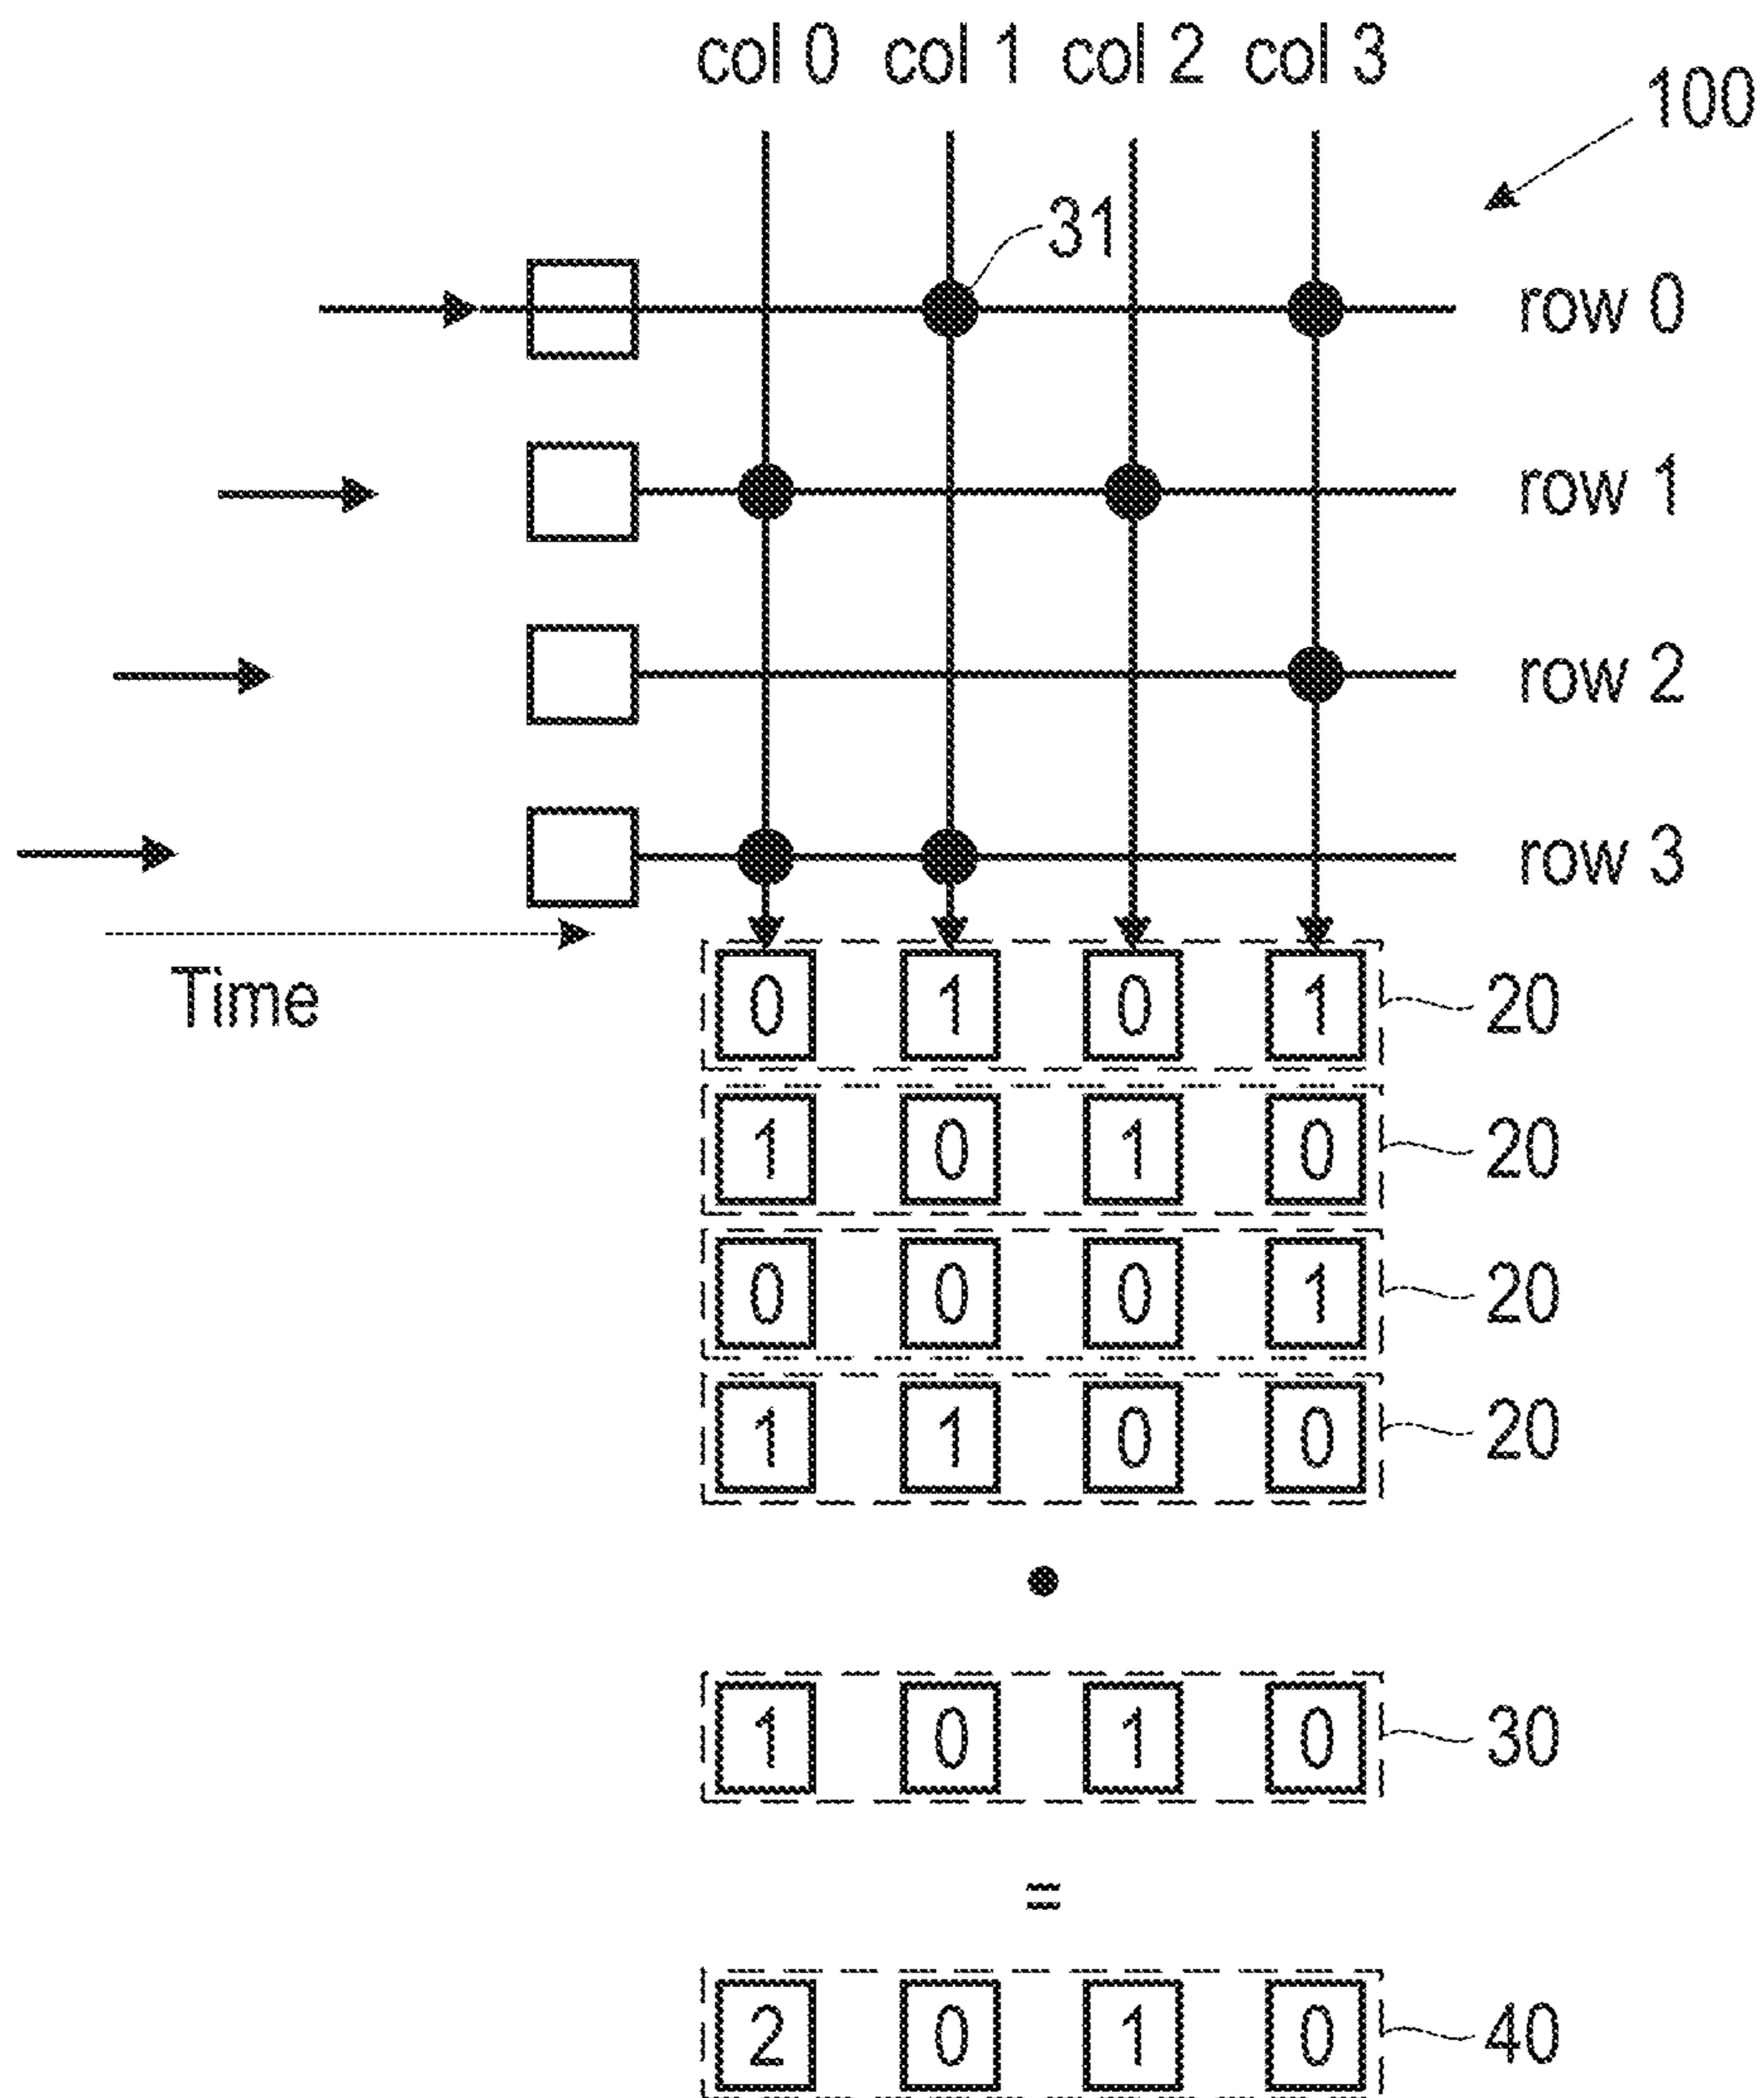 col 0 col 1 col 2 col 3
100
31
row 0
row 1
row 2
row 3
Time
0 1 0 1 20
1 0 1 0 20
0 0 0 1 20
1 1 0 0 20
•
1 0 1 0 30
=
2 0 1 0 40